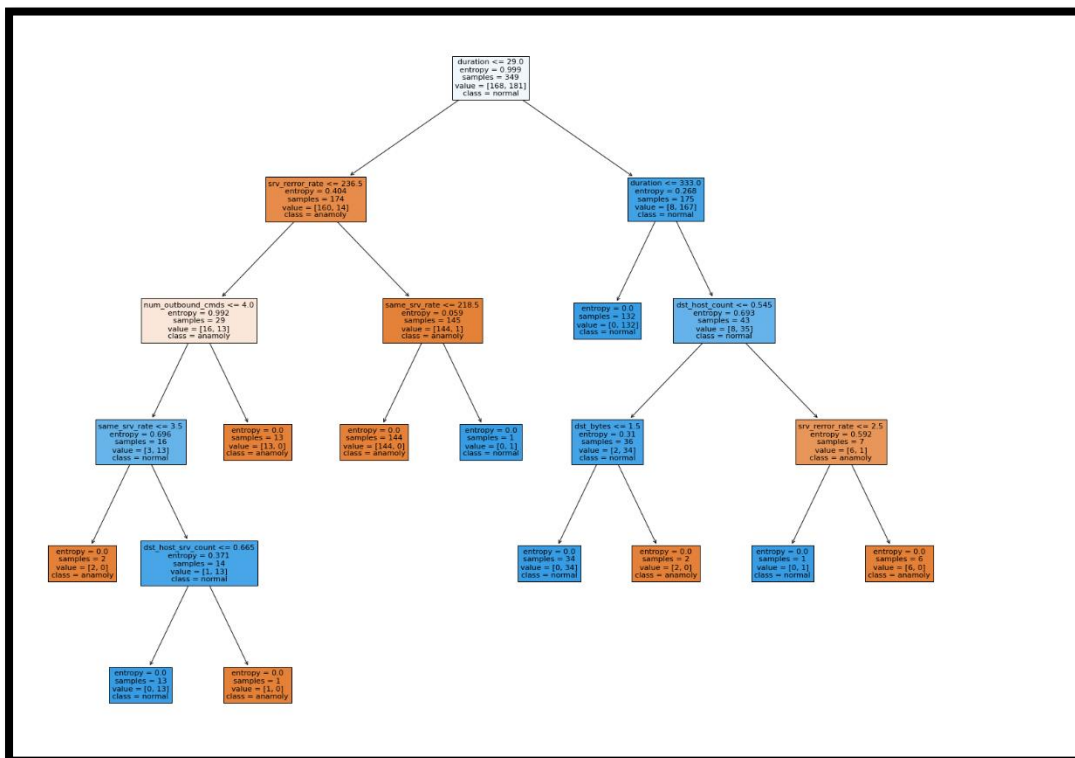 duration <= 29.0
entropy = 0.999
samples = 349
value = [168, 181]
class = normal
srv_rerror_rate <= 236.5
entropy = 0.404
samples = 174
value = [160, 14]
class = anamoly
duration <= 333.0
entropy = 0.268
samples = 175
value = [8, 167]
class = normal
num_outbound_cmds <= 4.0
entropy = 0.992
samples = 29
value = [16, 13]
class = anamoly
same_srv_rate <= 218.5
entropy = 0.059
samples = 145
value = [144, 1]
class = anamoly
entropy = 0.0
samples = 132
value = [0, 132]
class = normal
dst_host_count <= 0.545
entropy = 0.693
samples = 43
value = [8, 35]
class = normal
same_srv_rate <= 3.5
entropy = 0.696
samples = 16
value = [3, 13]
class = normal
entropy = 0.0
samples = 13
value = [13, 0]
class = anamoly
entropy = 0.0
samples = 144
value = [144, 0]
class = anamoly
entropy = 0.0
samples = 1
value = [0, 1]
class = normal
dst_bytes <= 1.5
entropy = 0.31
samples = 36
value = [2, 34]
class = normal
srv_rerror_rate <= 2.5
entropy = 0.592
samples = 7
value = [6, 1]
class = anamoly
entropy = 0.0
samples = 2
value = [2, 0]
class = anamoly
dst_host_srv_count <= 0.665
entropy = 0.371
samples = 14
value = [1, 13]
class = normal
entropy = 0.0
samples = 34
value = [0, 34]
class = normal
entropy = 0.0
samples = 2
value = [2, 0]
class = anamoly
entropy = 0.0
samples = 1
value = [0, 1]
class = normal
entropy = 0.0
samples = 6
value = [6, 0]
class = anamoly
entropy = 0.0
samples = 13
value = [0, 13]
class = normal
entropy = 0.0
samples = 1
value = [1, 0]
class = anamoly